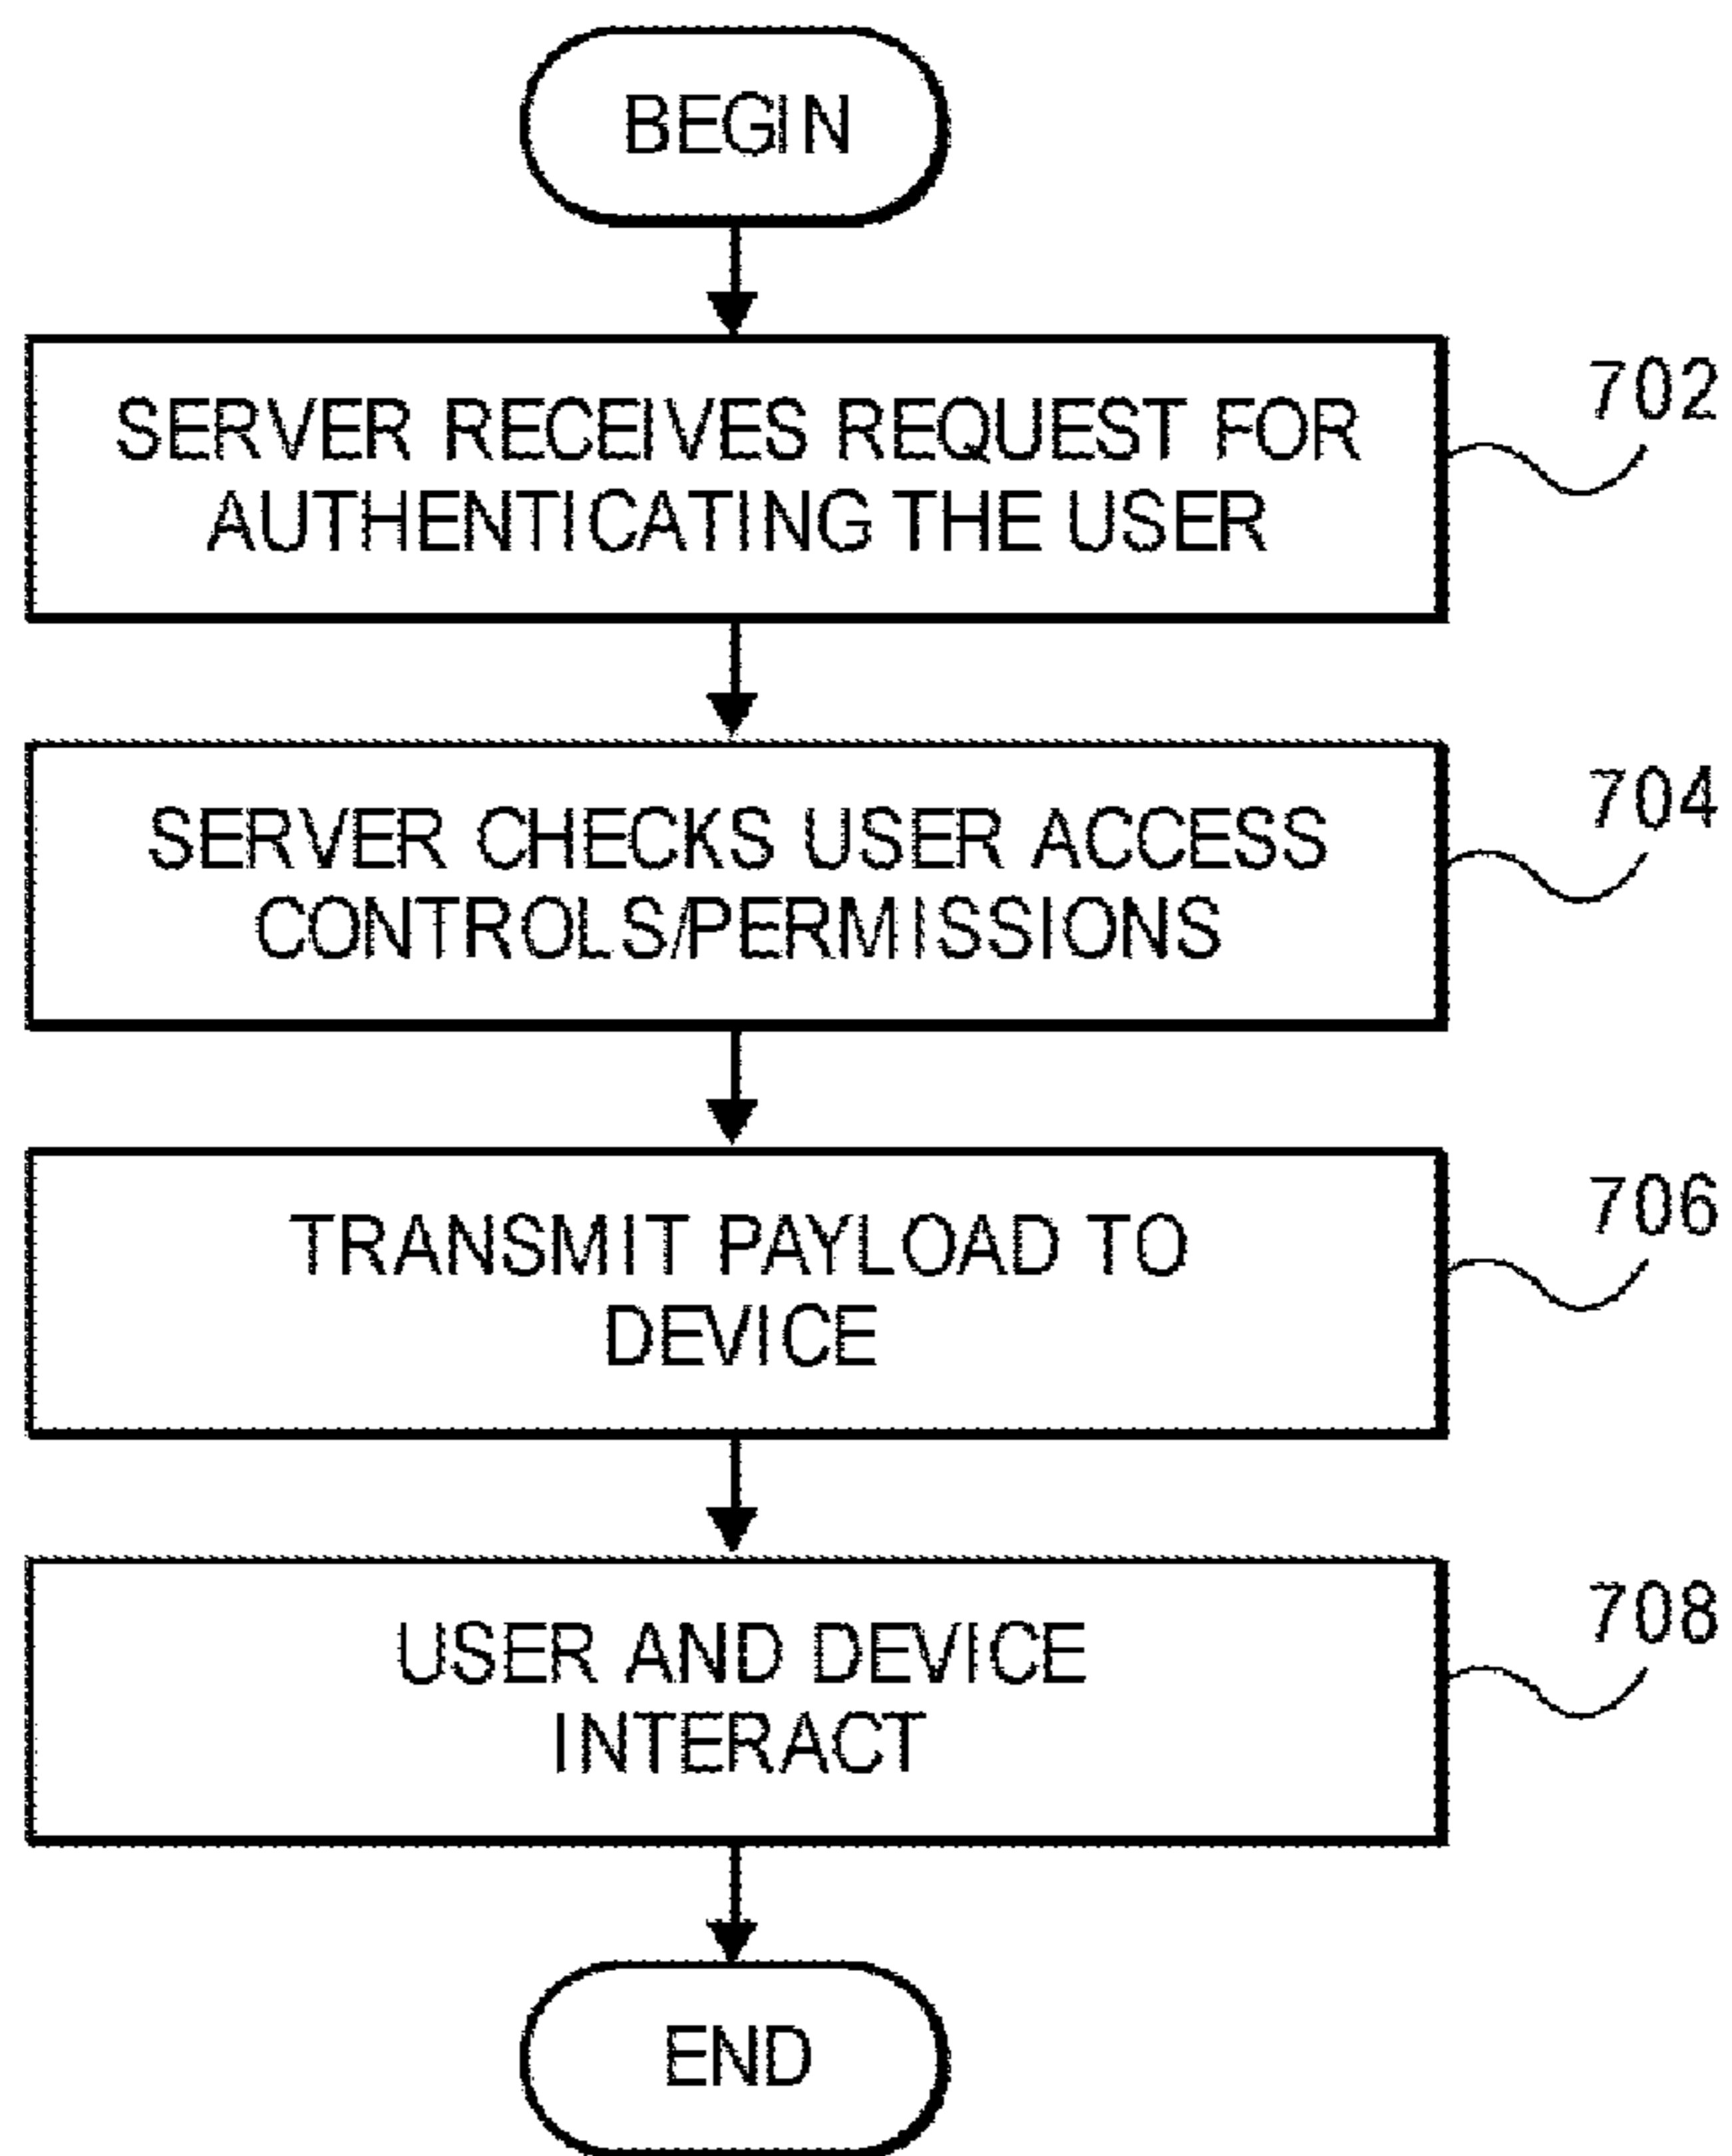 BEGIN
SERVER RECEIVES REQUEST FOR
AUTHENTICATING THE USER
702
SERVER CHECKS USER ACCESS
CONTROLS/PERMISSIONS
704
TRANSMIT PAYLOAD TO
DEVICE
706
USER AND DEVICE
INTERACT
708
END